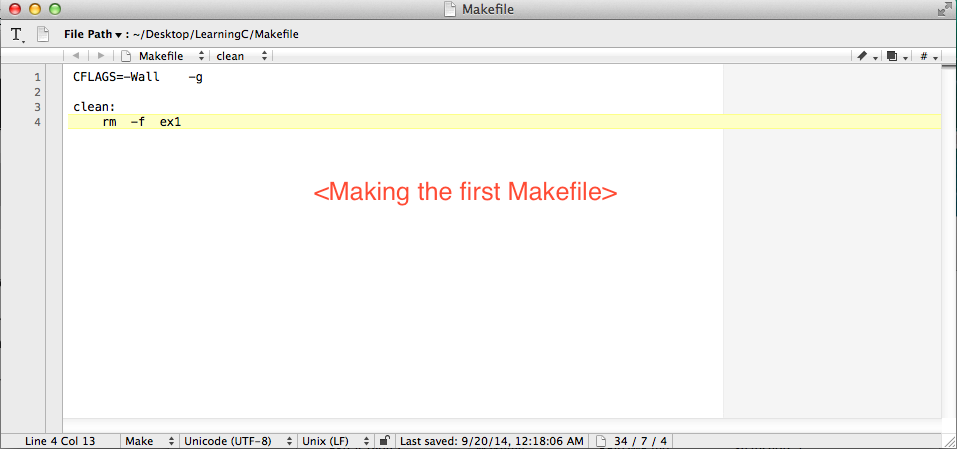 Makefile
T. File Path ▾ : ~/Desktop/LearningC/Makefile
Makefile clean #
1 CFLAGS=-Wall    -g
2
3 clean:
4     rm  -f  ex1
<Making the first Makefile>
Line 4 Col 13 Make Unicode (UTF-8) Unix (LF) Last saved: 9/20/14, 12:18:06 AM 34 / 7 / 4